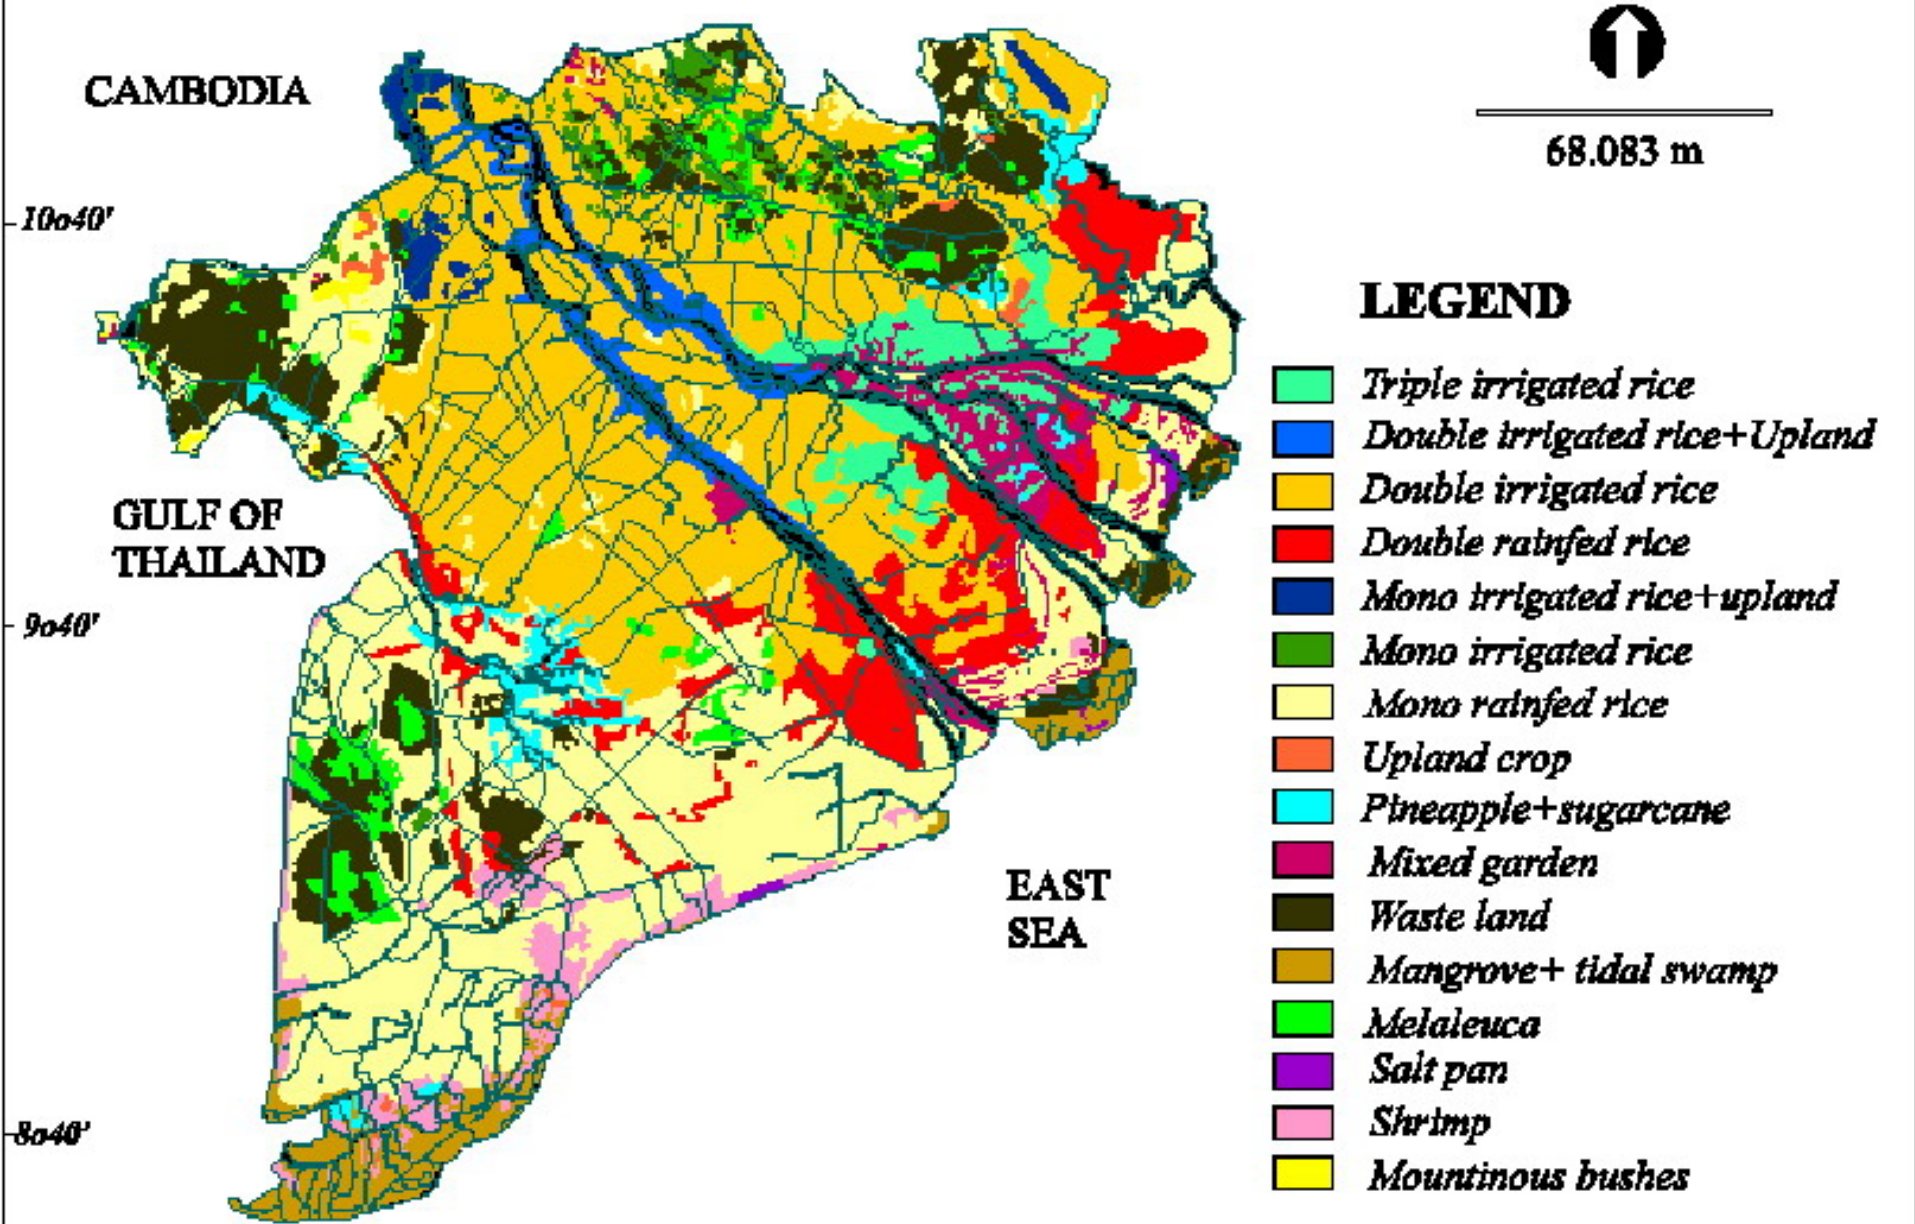 CAMBODIA
68.083 m
10o40'
GULF OF
THAILAND
9o40'
EAST
SEA
8o40'
LEGEND
Triple irrigated rice
Double irrigated rice+Upland
Double irrigated rice
Double rainfed rice
Mono irrigated rice+upland
Mono irrigated rice
Mono rainfed rice
Upland crop
Pineapple+sugarcane
Mixed garden
Waste land
Mangrove+ tidal swamp
Melaleuca
Salt pan
Shrimp
Mountinous bushes